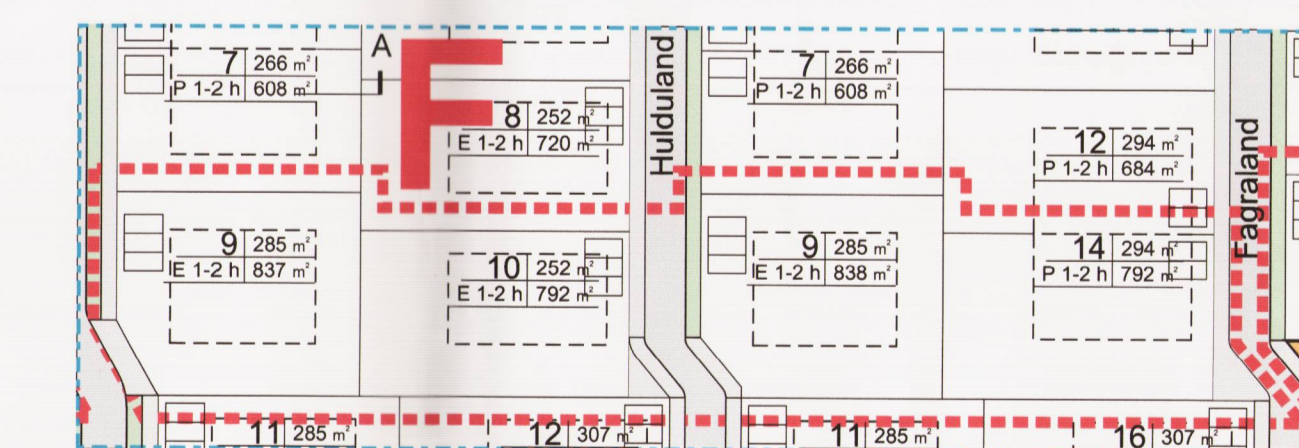 A
F
7 266 m²
P 1-2 h 608 m²
8 252 m²
E 1-2 h 720 m²
Hulduland
7 266 m²
P 1-2 h 608 m²
12 294 m²
P 1-2 h 684 m²
Fagraland
9 285 m²
E 1-2 h 837 m²
10 252 m²
E 1-2 h 792 m²
9 285 m²
E 1-2 h 838 m²
14 294 m²
P 1-2 h 792 m²
11 285 m²
12 307 m²
11 285 m²
16 307 m²